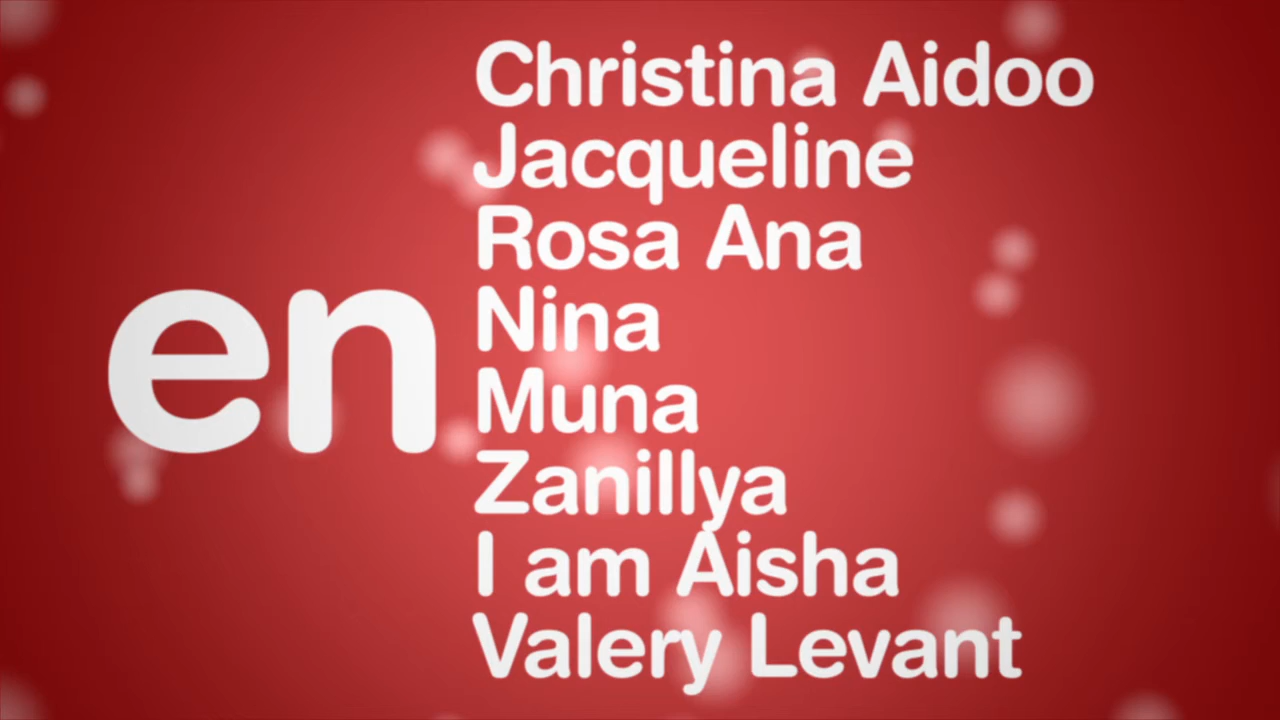 en
Christina Aidoo
Jacqueline
Rosa Ana
Nina
Muna
Zanillya
I am Aisha
Valery Levant